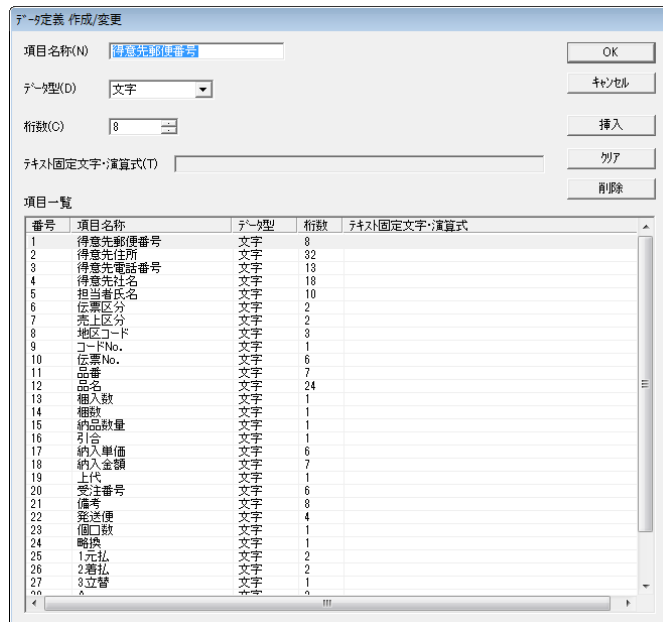 データ定義 作成/変更
項目名称(N) 得意先郵便番号 OK
データ型(D) 文字 キャンセル
桁数(C) 8 挿入
テキスト固定文字・演算式(T) クリア
削除
項目一覧
番号 項目名称 データ型 桁数 テキスト固定文字・演算式
1 得意先郵便番号 文字 8
2 得意先住所 文字 32
3 得意先電話番号 文字 13
4 得意先社名 文字 18
5 担当者氏名 文字 10
6 伝票区分 文字 2
7 売上区分 文字 2
8 地区コード 文字 3
9 コードNo. 文字 1
10 伝票No. 文字 6
11 品番 文字 7
12 品名 文字 24
13 梱入数 文字 1
14 梱数 文字 1
15 納品数量 文字 1
16 引合 文字 1
17 納入単価 文字 6
18 納入金額 文字 7
19 上代 文字 1
20 受注番号 文字 6
21 備考 文字 8
22 発送便 文字 4
23 個口数 文字 1
24 略換 文字 1
25 1元払 文字 2
26 2着払 文字 2
27 3立替 文字 1